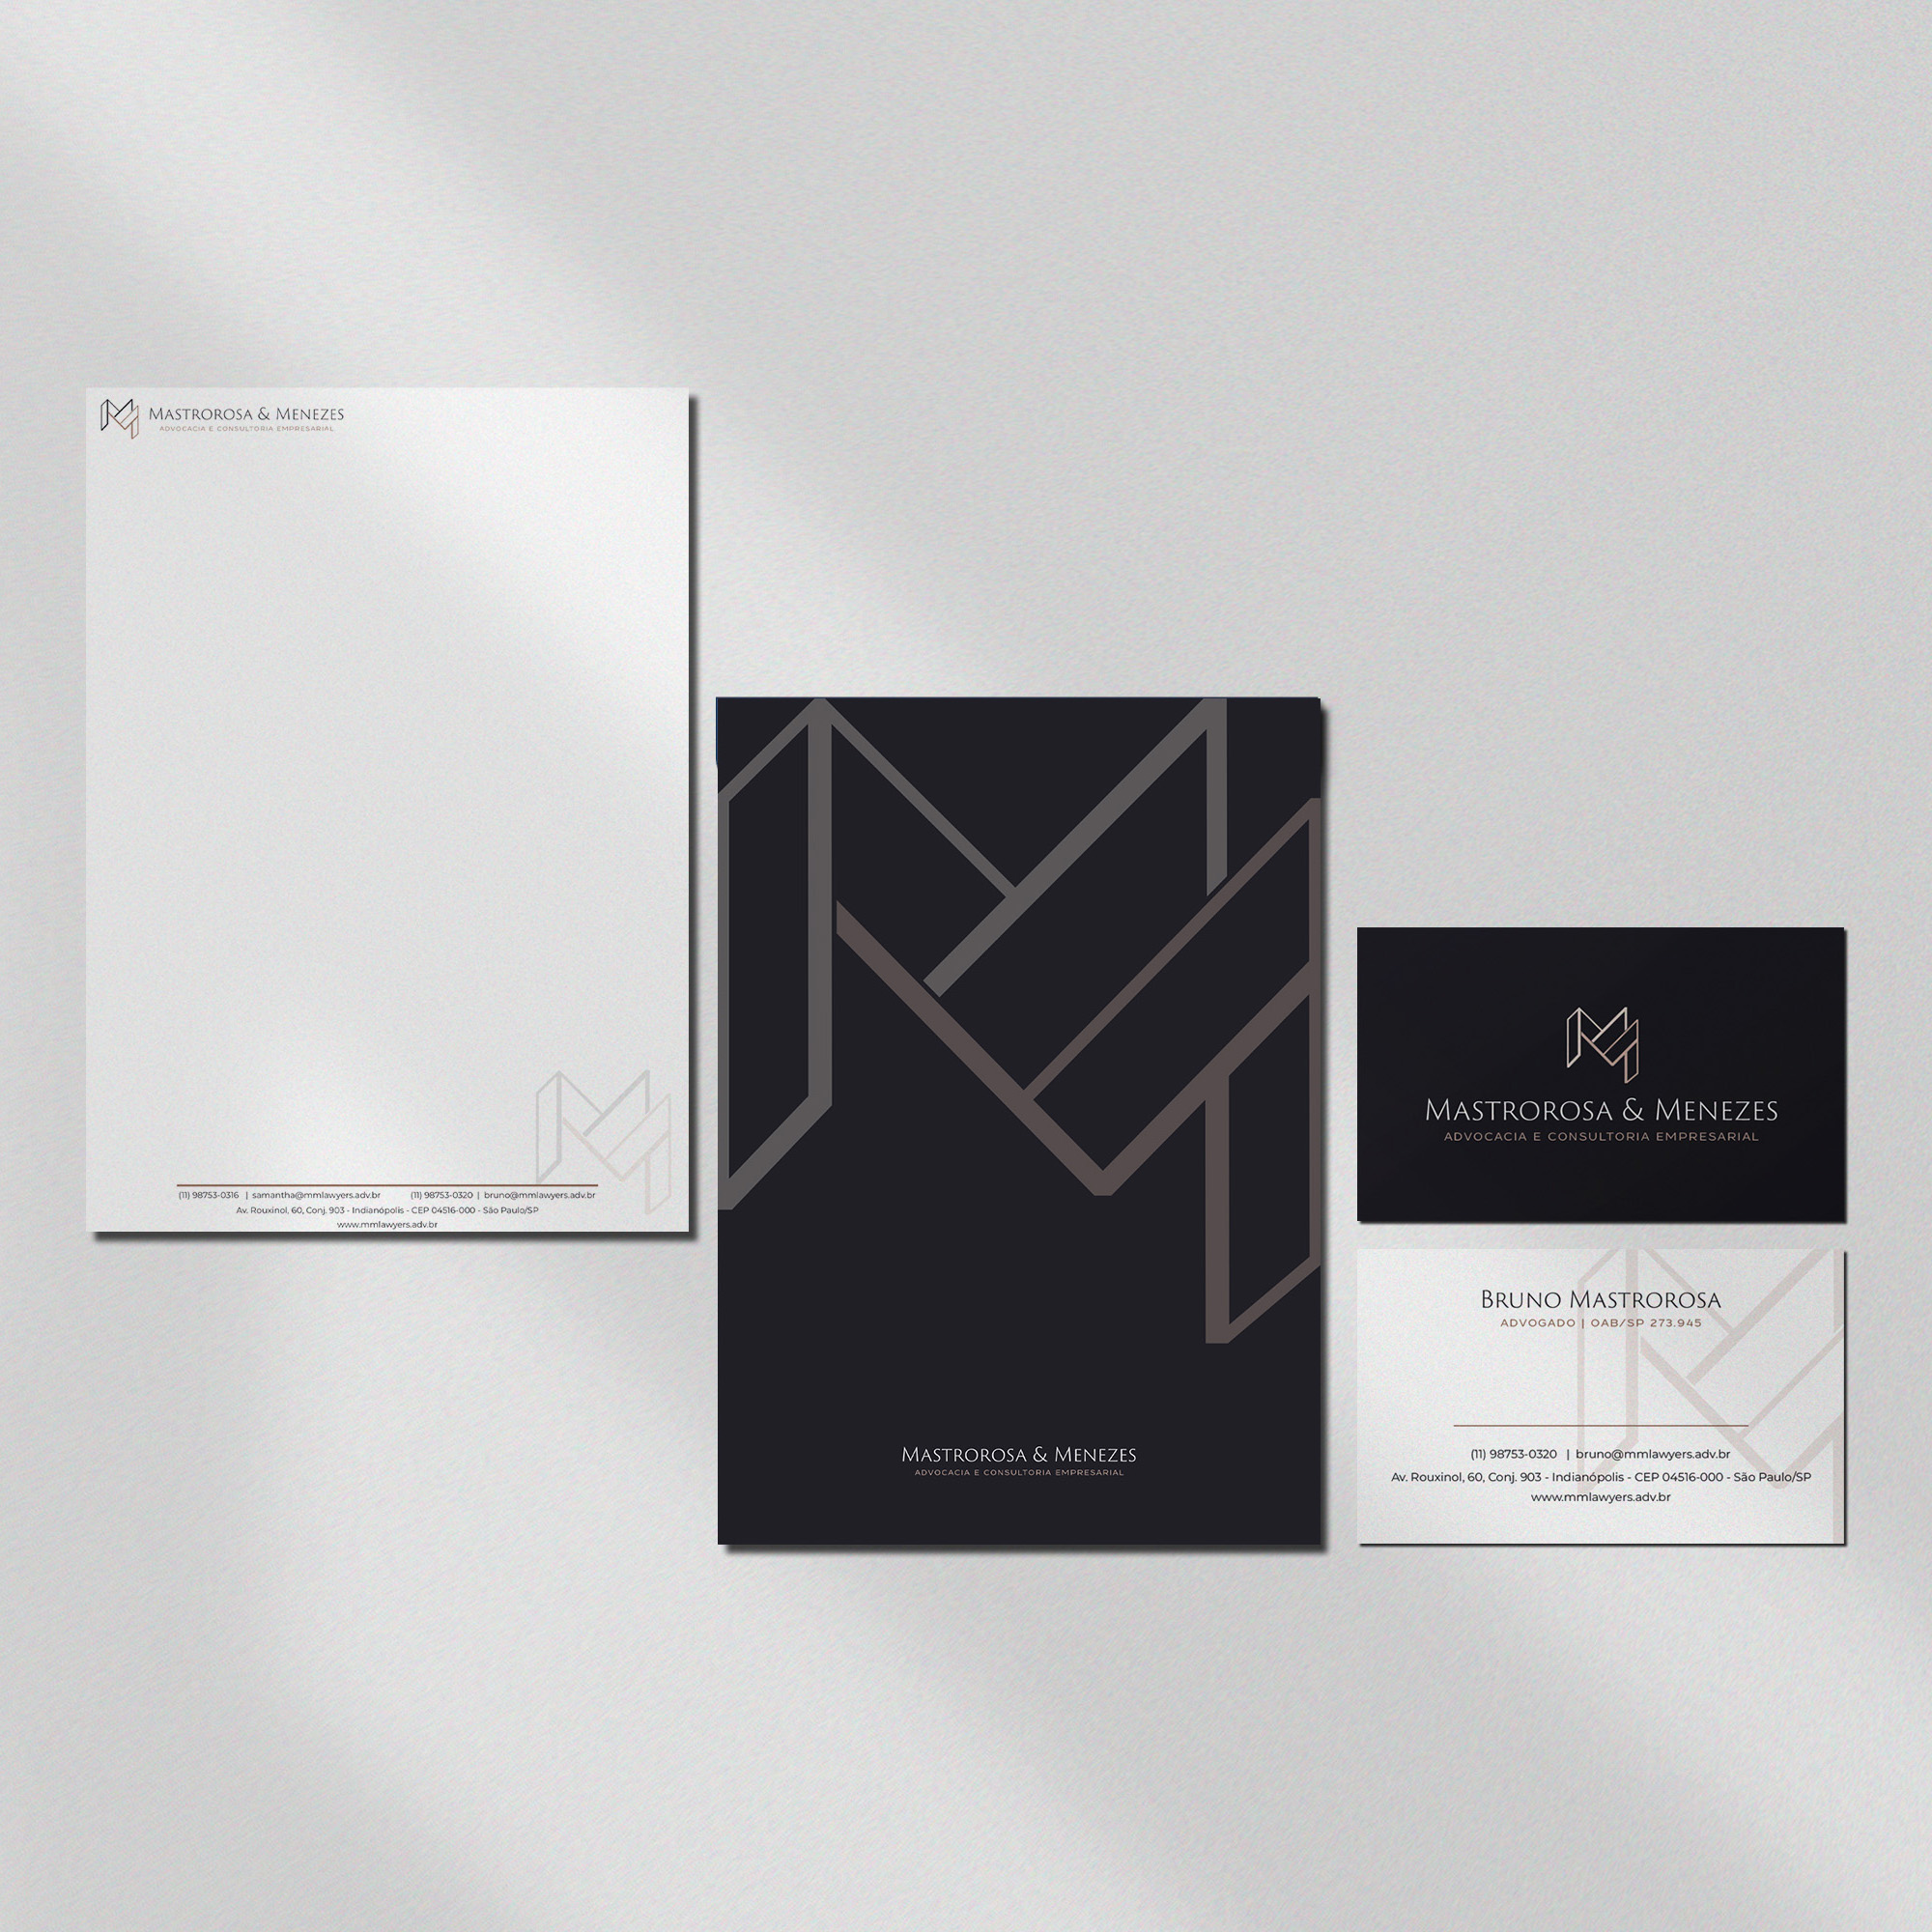 MASTROROSA & MENEZES
ADVOCACIA E CONSULTORIA EMPRESARIAL
(11) 98753-0316 | samantha@mmlawyers.adv.br (11) 98753-0320 | bruno@mmlawyers.adv.br
Av. Rouxinol, 60, Conj. 903 - Indianópolis - CEP 04516-000 - São Paulo/SP
www.mmlawyers.adv.br
MASTROROSA & MENEZES
ADVOCACIA E CONSULTORIA EMPRESARIAL
MASTROROSA & MENEZES
ADVOCACIA E CONSULTORIA EMPRESARIAL
BRUNO MASTROROSA
ADVOGADO | OAB/SP 273.945
(11) 98753-0320 | bruno@mmlawyers.adv.br
Av. Rouxinol, 60, Conj. 903 - Indianópolis - CEP 04516-000 - São Paulo/SP
www.mmlawyers.adv.br